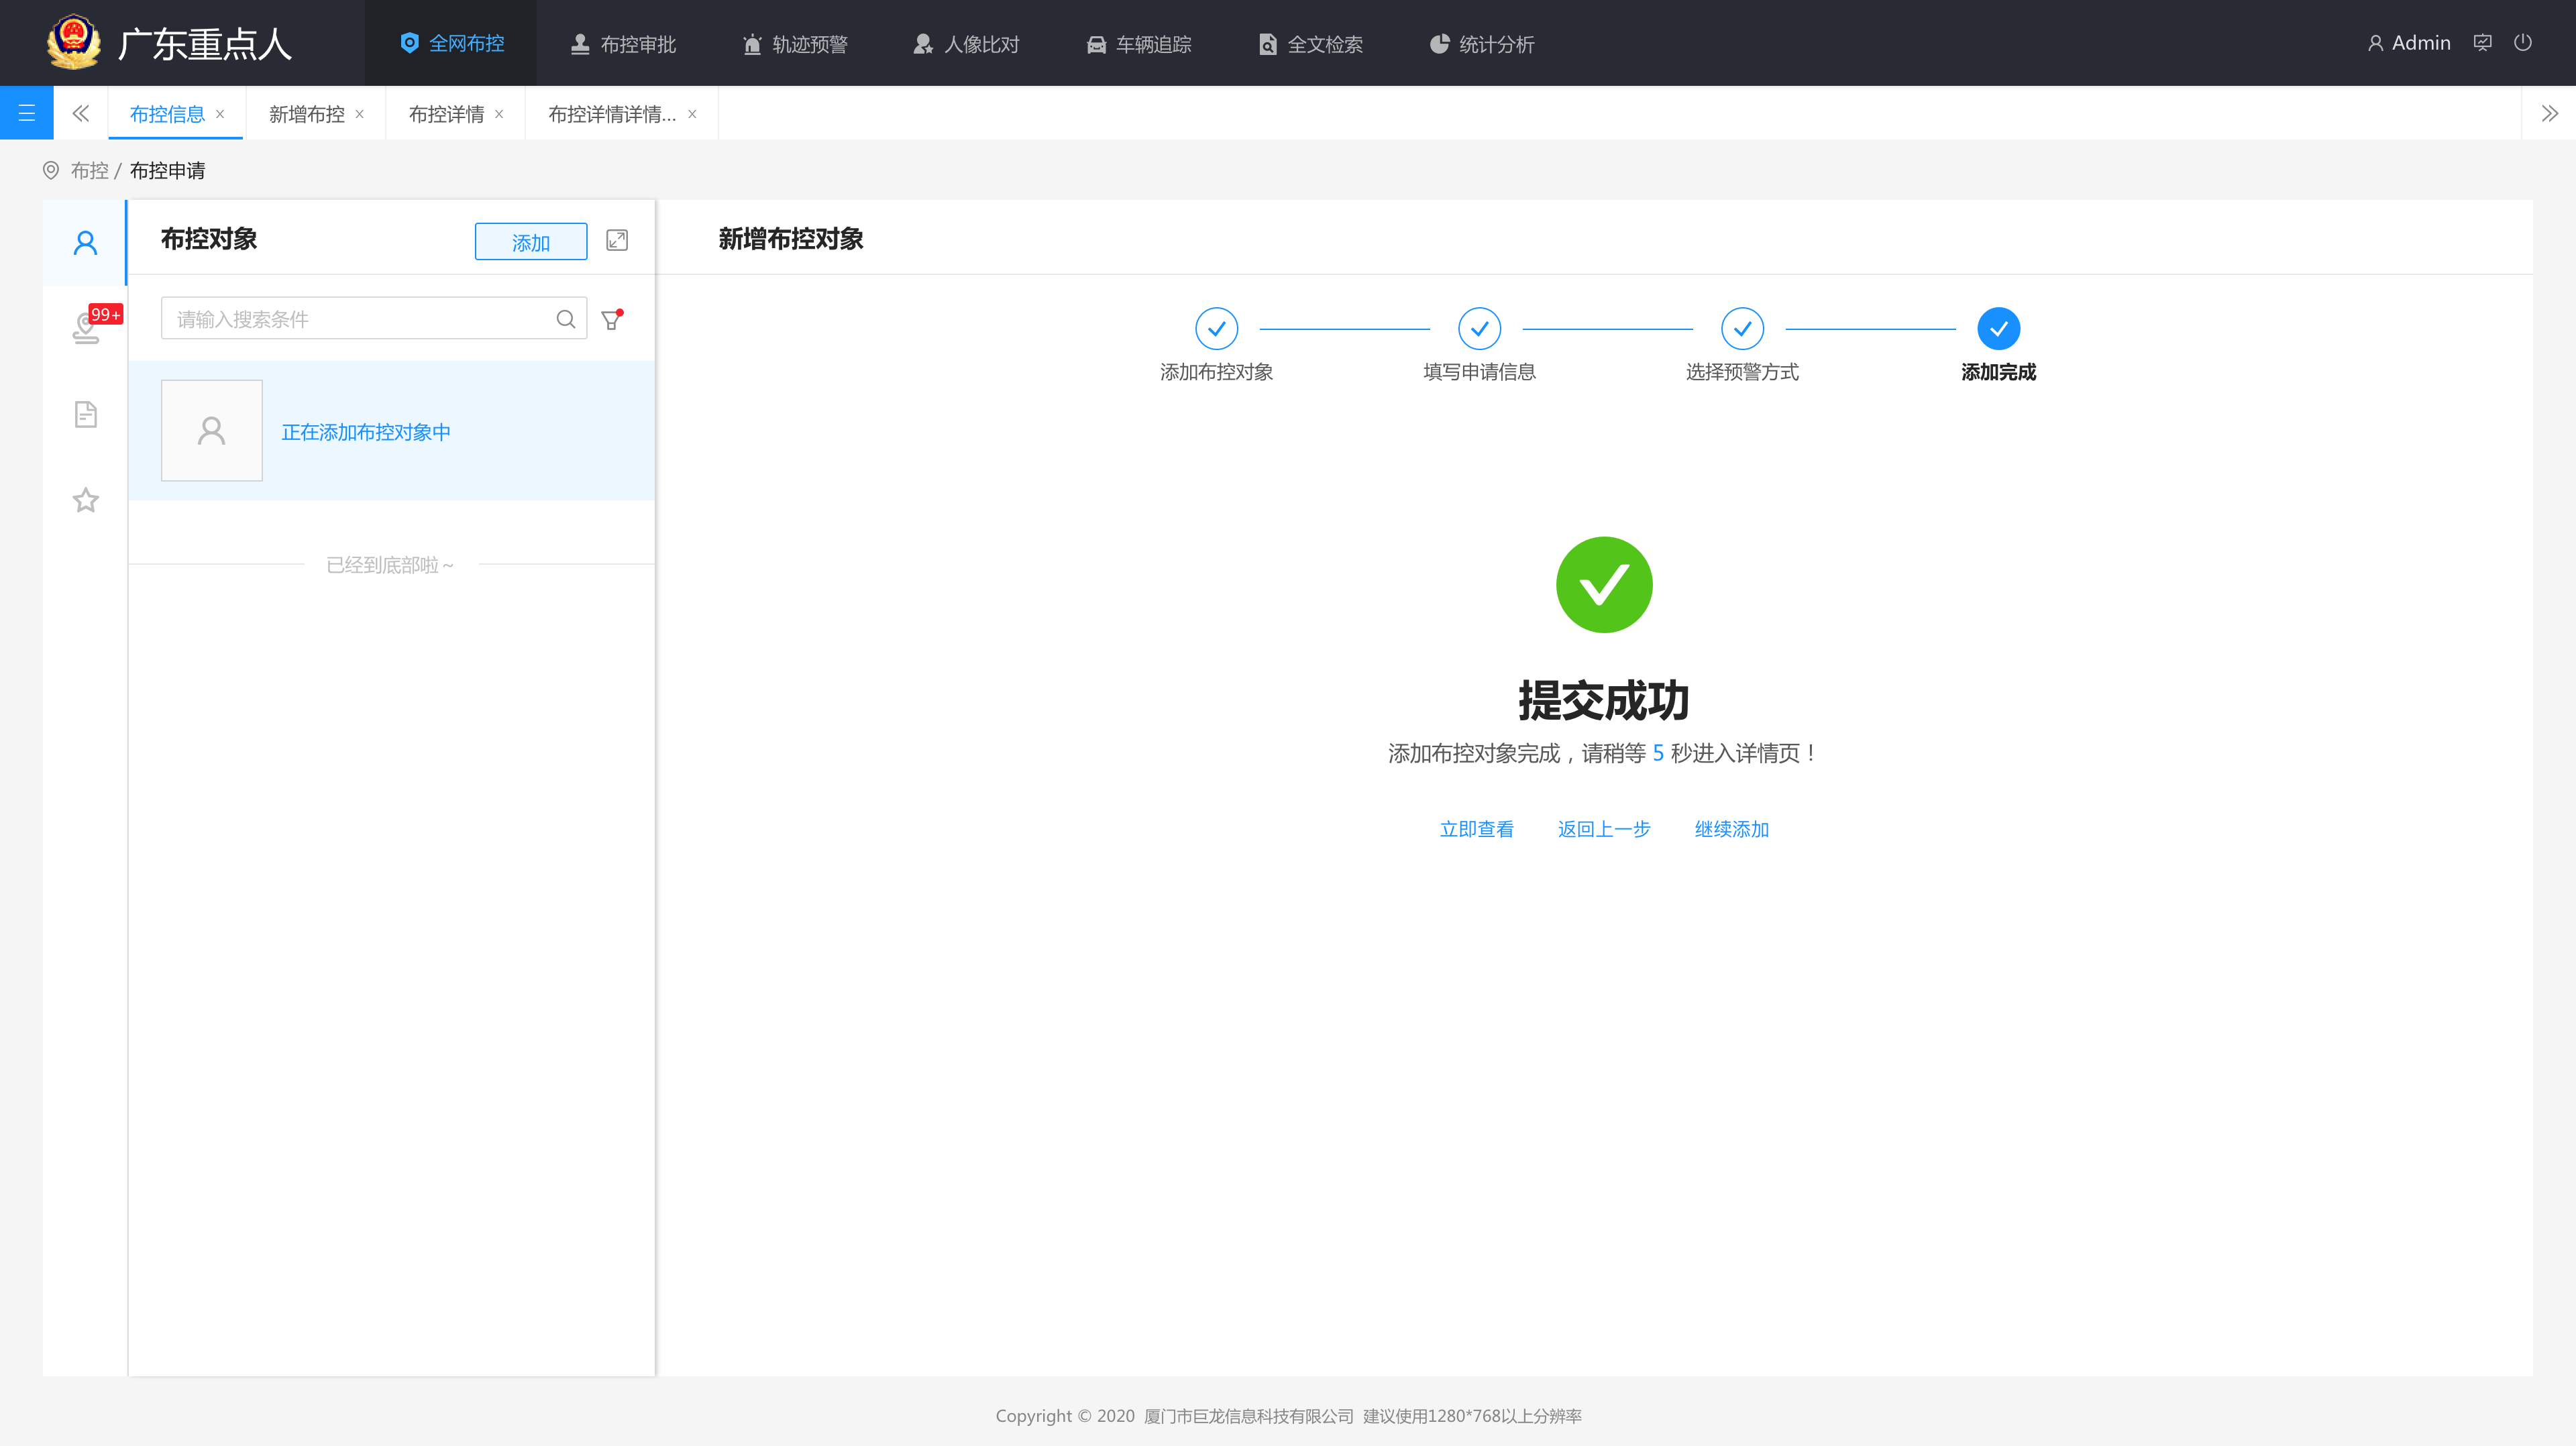 广东重点人
全网布控
布控审批
轨迹预警
人像比对
车辆追踪
全文检索
统计分析
Admin
布控信息
新增布控
布控详情
布控详情详情...
布控 / 布控申请
99+
布控对象
添加
请输入搜索条件
正在添加布控对象中
已经到底部啦~
新增布控对象
添加布控对象
填写申请信息
选择预警方式
添加完成
提交成功
添加布控对象完成，请稍等 5 秒进入详情页！
立即查看
返回上一步
继续添加
Copyright © 2020 厦门市巨龙信息科技有限公司 建议使用1280*768以上分辨率